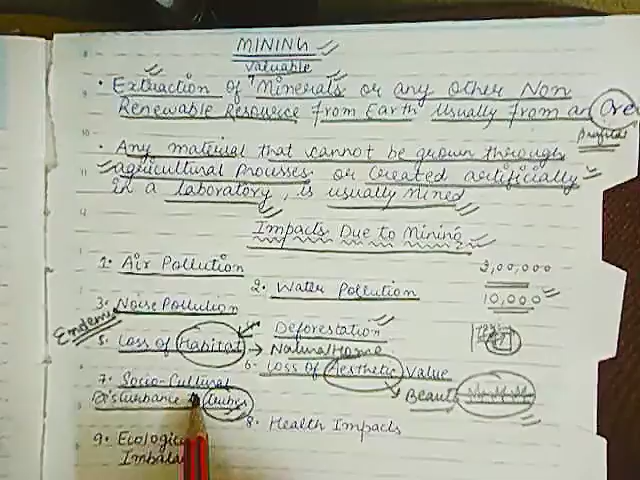 MINING
Valuable
• Extraction of Minerals or any other Non
Renewable Resource from Earth Usually from an Ore
profital
• Any material that cannot be grown through
agricultural prousses or created artificially
in a laboratory, is usually mined
Impacts Due to Mining
1. Air Pollution
2,00,000
2. Water Pollution
10,000
3. Noise Pollution
Endemic
Deforestation
5. Loss of Habitat → Natural Home
6. Loss of Aesthetic Value
7. Socio-Cultural
Beauty
Disturbance
8. Health Impacts
9. Ecologic
Imbala